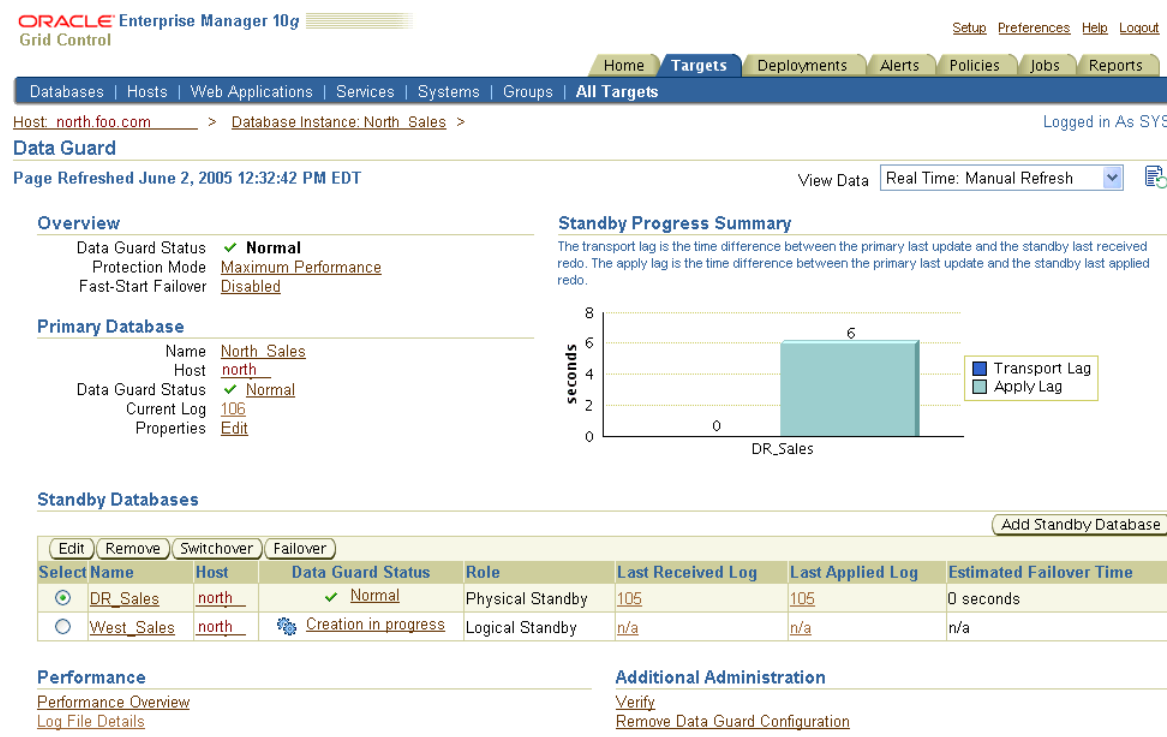 ORACLE Enterprise Manager 10g
Grid Control
Setup Preferences Help Logout
Home Targets Deployments Alerts Policies Jobs Reports
Databases | Hosts | Web Applications | Services | Systems | Groups | All Targets
Host: north.foo.com > Database Instance: North_Sales >
Logged in As SYS
Data Guard
Page Refreshed June 2, 2005 12:32:42 PM EDT
View Data Real Time: Manual Refresh
Overview
Data Guard Status Normal
Protection Mode Maximum Performance
Fast-Start Failover Disabled
Primary Database
Name North_Sales
Host north
Data Guard Status Normal
Current Log 106
Properties Edit
Standby Progress Summary
The transport lag is the time difference between the primary last update and the standby last received
redo. The apply lag is the time difference between the primary last update and the standby last applied
redo.
8
6
4
2
0
seconds
0
6
DR_Sales
Transport Lag
Apply Lag
Standby Databases
Add Standby Database
Edit Remove Switchover Failover
Select Name Host Data Guard Status Role Last Received Log Last Applied Log Estimated Failover Time
DR_Sales north Normal Physical Standby 105 105 0 seconds
West_Sales north Creation in progress Logical Standby n/a n/a n/a
Performance
Performance Overview
Log File Details
Additional Administration
Verify
Remove Data Guard Configuration